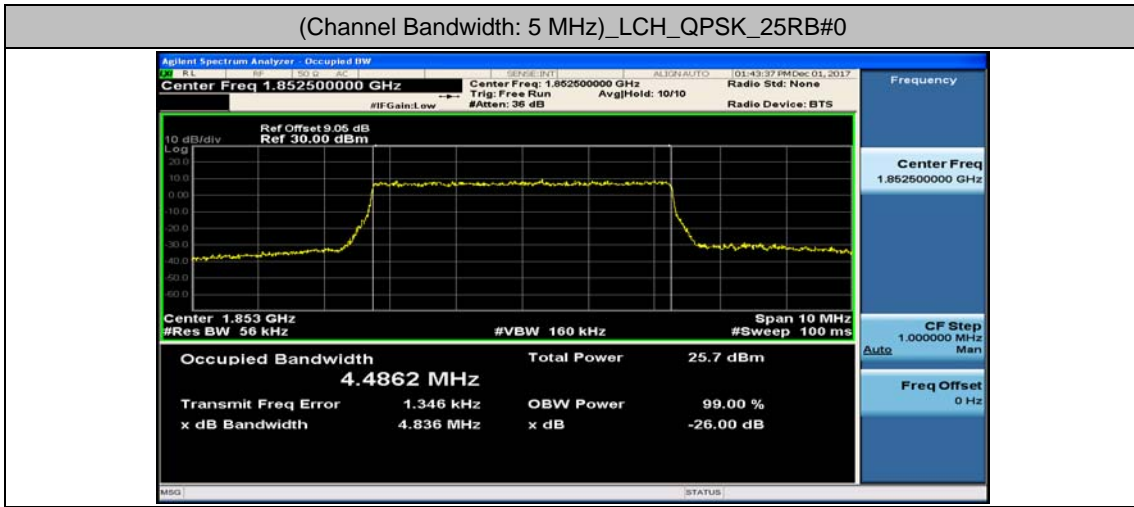 (Channel Bandwidth: 5 MHz)_LCH_QPSK_25RB#0
Agilent Spectrum Analyzer - Occupied BW
LXI RL RF 50 Ω AC SENSE:INT ALIGN AUTO 01:43:37 PM Dec 01, 2017
Center Freq 1.852500000 GHz
Center Freq: 1.852500000 GHz
Radio Std: None
Trig: Free Run
Avg|Hold: 10/10
#IFGain:Low
#Atten: 36 dB
Radio Device: BTS
Ref Offset 9.05 dB
10 dB/div
Ref 30.00 dBm
Log
20.0
10.0
0.00
-10.0
-20.0
-30.0
-40.0
-50.0
-60.0
Center 1.853 GHz
Span 10 MHz
#Res BW 56 kHz
#VBW 160 kHz
#Sweep 100 ms
Occupied Bandwidth
Total Power 25.7 dBm
4.4862 MHz
Transmit Freq Error 1.346 kHz
OBW Power 99.00 %
x dB Bandwidth 4.836 MHz
x dB -26.00 dB
Frequency
Center Freq
1.852500000 GHz
CF Step
1.000000 MHz
Auto Man
Freq Offset
0 Hz
MSG
STATUS